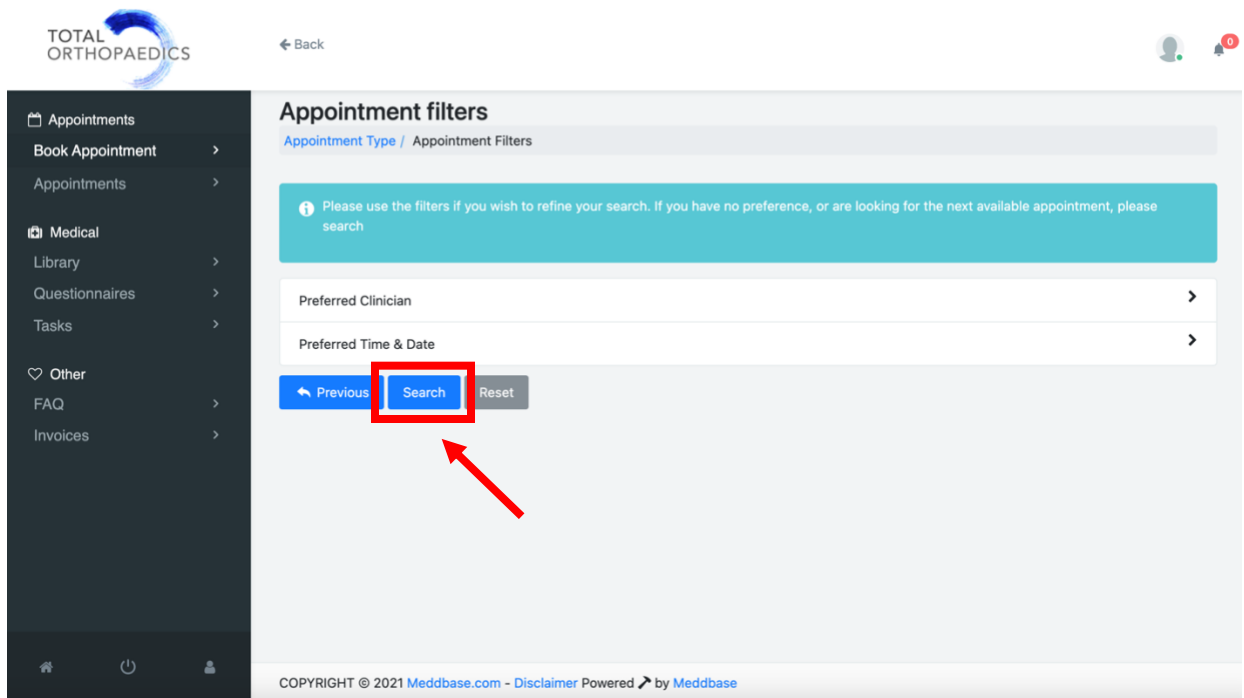 TOTAL
ORTHOPAEDICS
Back
0
Appointments
Book Appointment
Appointments
Medical
Library
Questionnaires
Tasks
Other
FAQ
Invoices
Appointment filters
Appointment Type / Appointment Filters
Please use the filters if you wish to refine your search. If you have no preference, or are looking for the next available appointment, please
search
Preferred Clinician
Preferred Time & Date
Previous Search Reset
COPYRIGHT © 2021 Meddbase.com - Disclaimer Powered by Meddbase